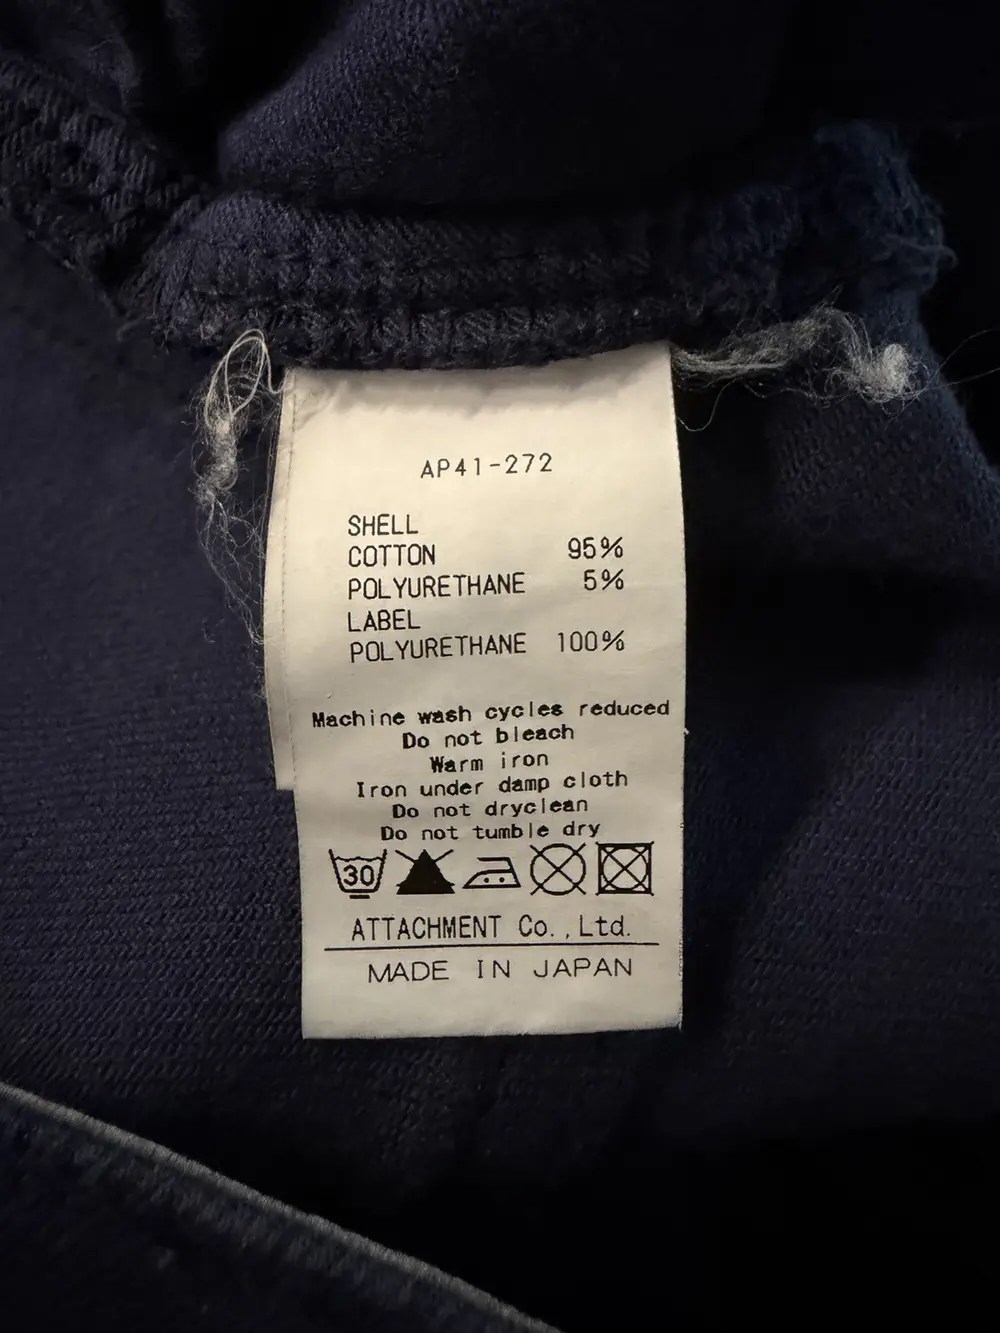 AP41-272
SHELL
COTTON 95%
POLYURETHANE 5%
LABEL
POLYURETHANE 100%
Machine wash cycles reduced
Do not bleach
Warm iron
Iron under damp cloth
Do not dryclean
Do not tumble dry
30
ATTACHMENT Co.,Ltd.
MADE IN JAPAN